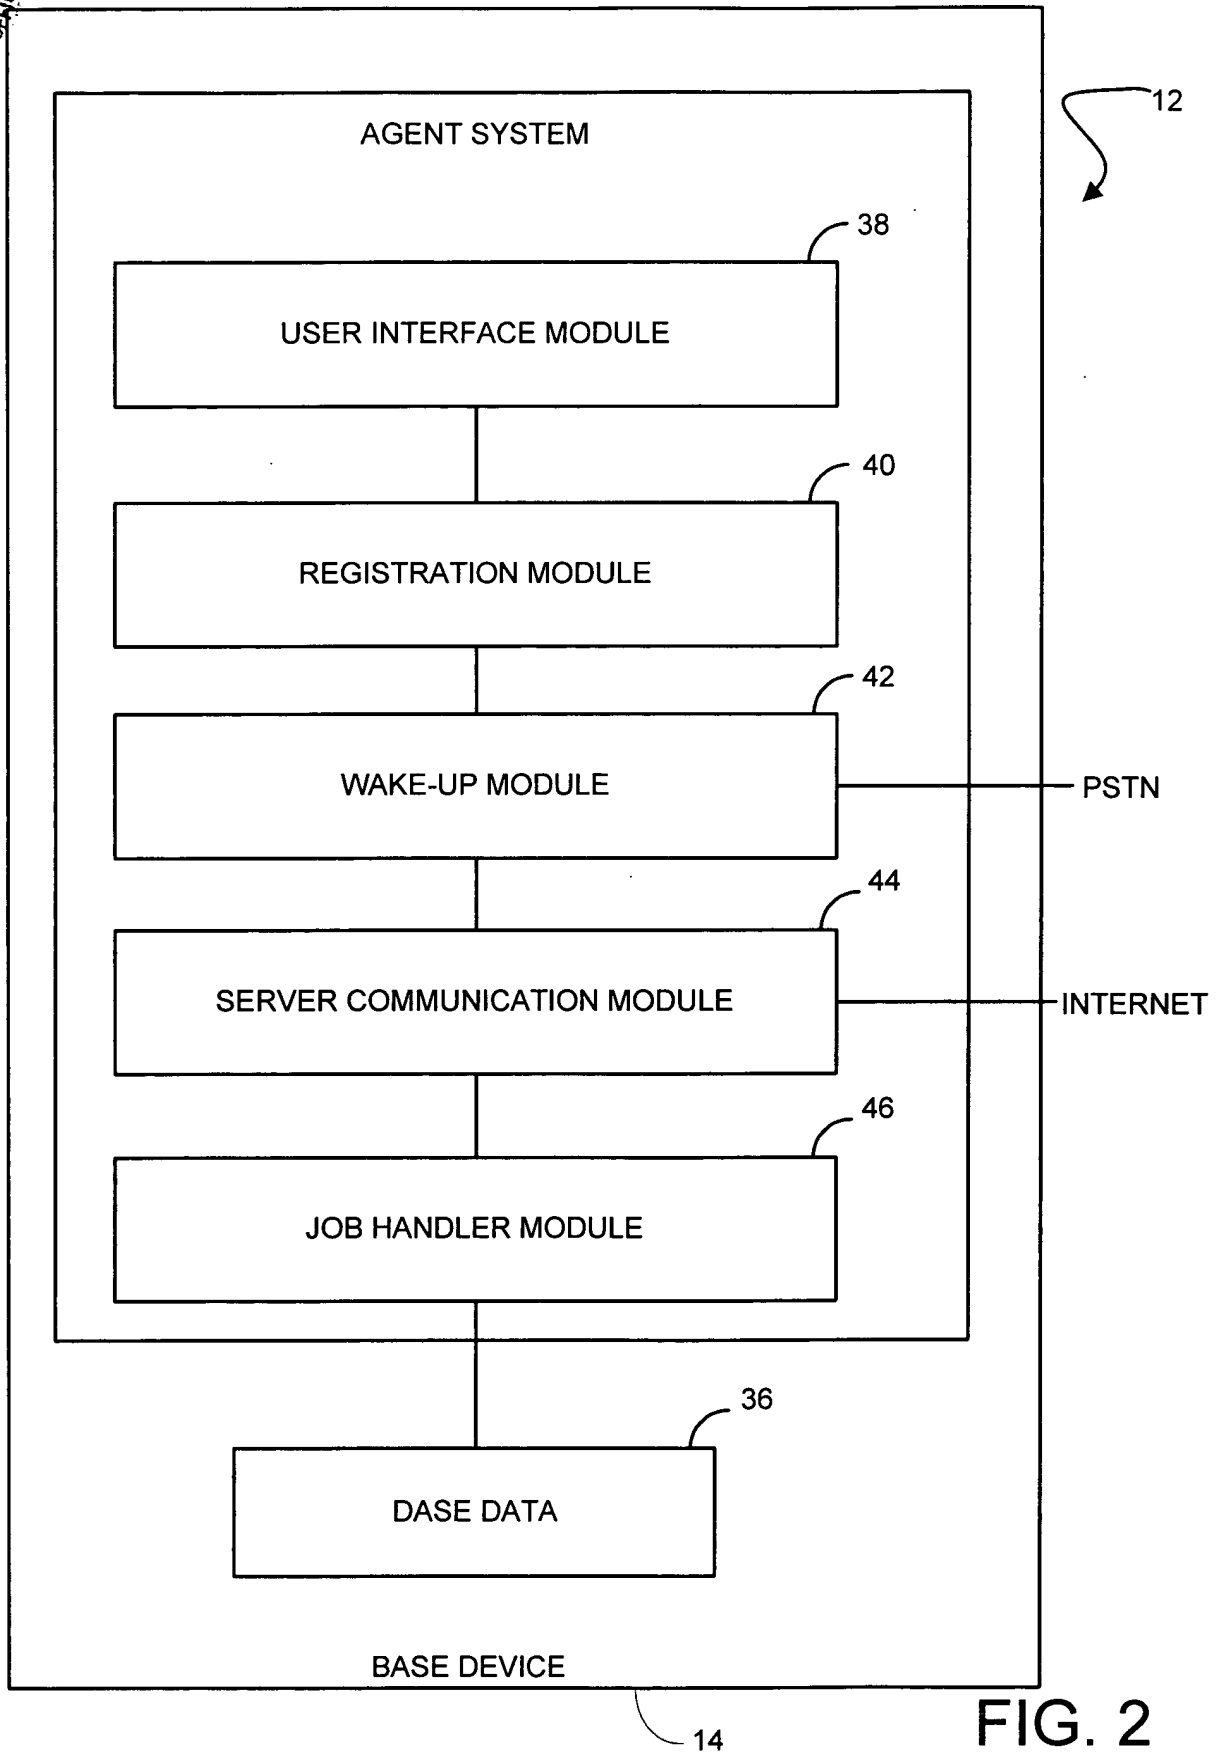 12
AGENT SYSTEM
38
USER INTERFACE MODULE
40
REGISTRATION MODULE
42
WAKE-UP MODULE
PSTN
44
SERVER COMMUNICATION MODULE
INTERNET
46
JOB HANDLER MODULE
36
DASE DATA
BASE DEVICE
14
FIG. 2